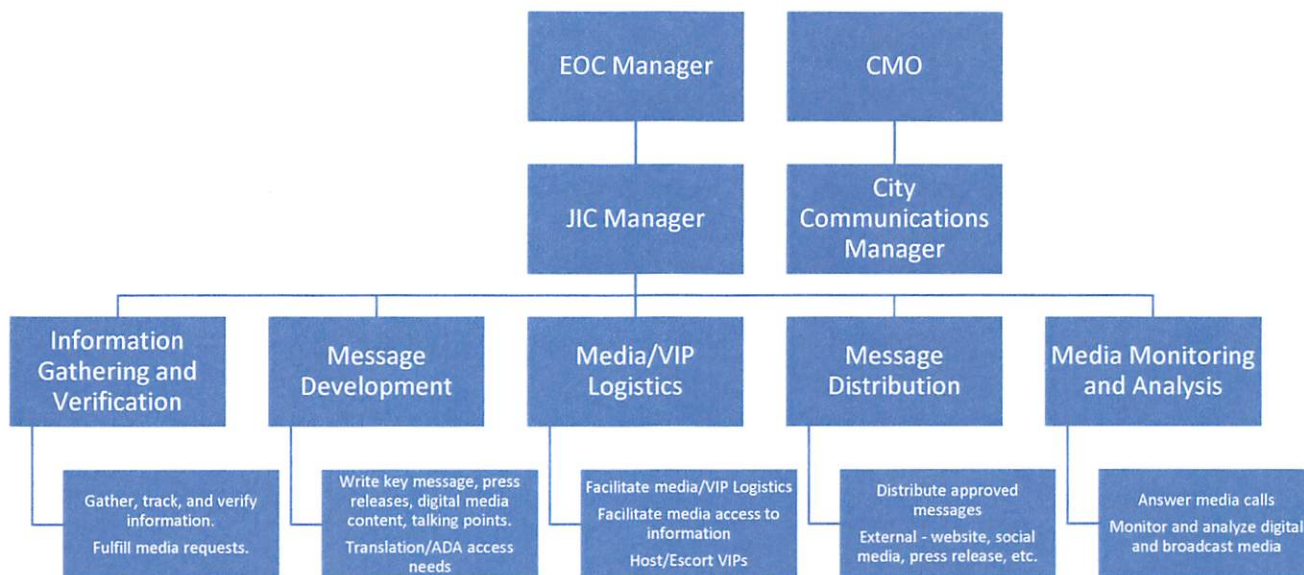 EOC Manager
CMO
JIC Manager
City
Communications
Manager
Information
Gathering and
Verification
Message
Development
Media/VIP
Logistics
Message
Distribution
Media Monitoring
and Analysis
Gather, track, and verify
information.
Fulfill media requests.
Write key message, press
releases, digital media
content, talking points.
Translation/ADA access
needs
Facilitate media/VIP Logistics
Facilitate media access to
information
Host/Escort VIPs
Distribute approved
messages
External - website, social
media, press release, etc.
Answer media calls
Monitor and analyze digital
and broadcast media